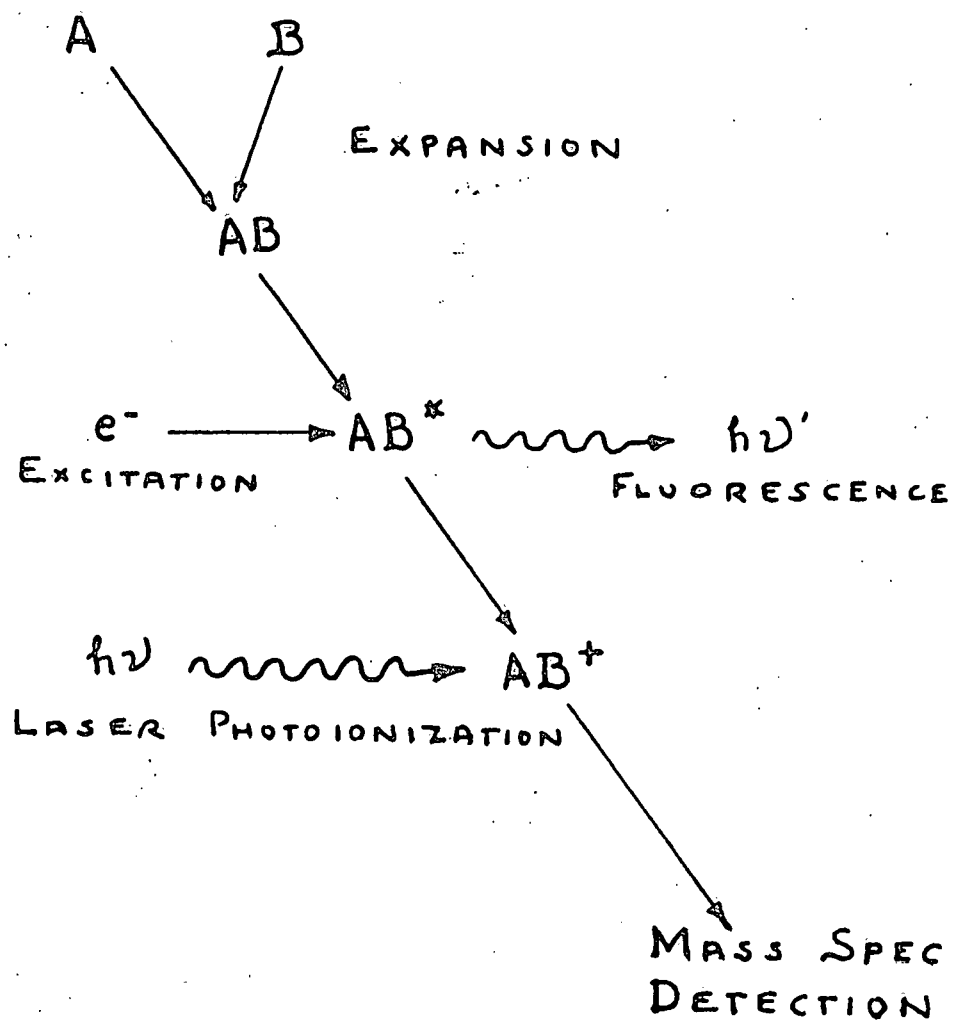 A B
EXPANSION
AB
e⁻ AB* hν'
EXCITATION FLUORESCENCE
hν AB⁺
LASER PHOTOIONIZATION
MASS SPEC
DETECTION